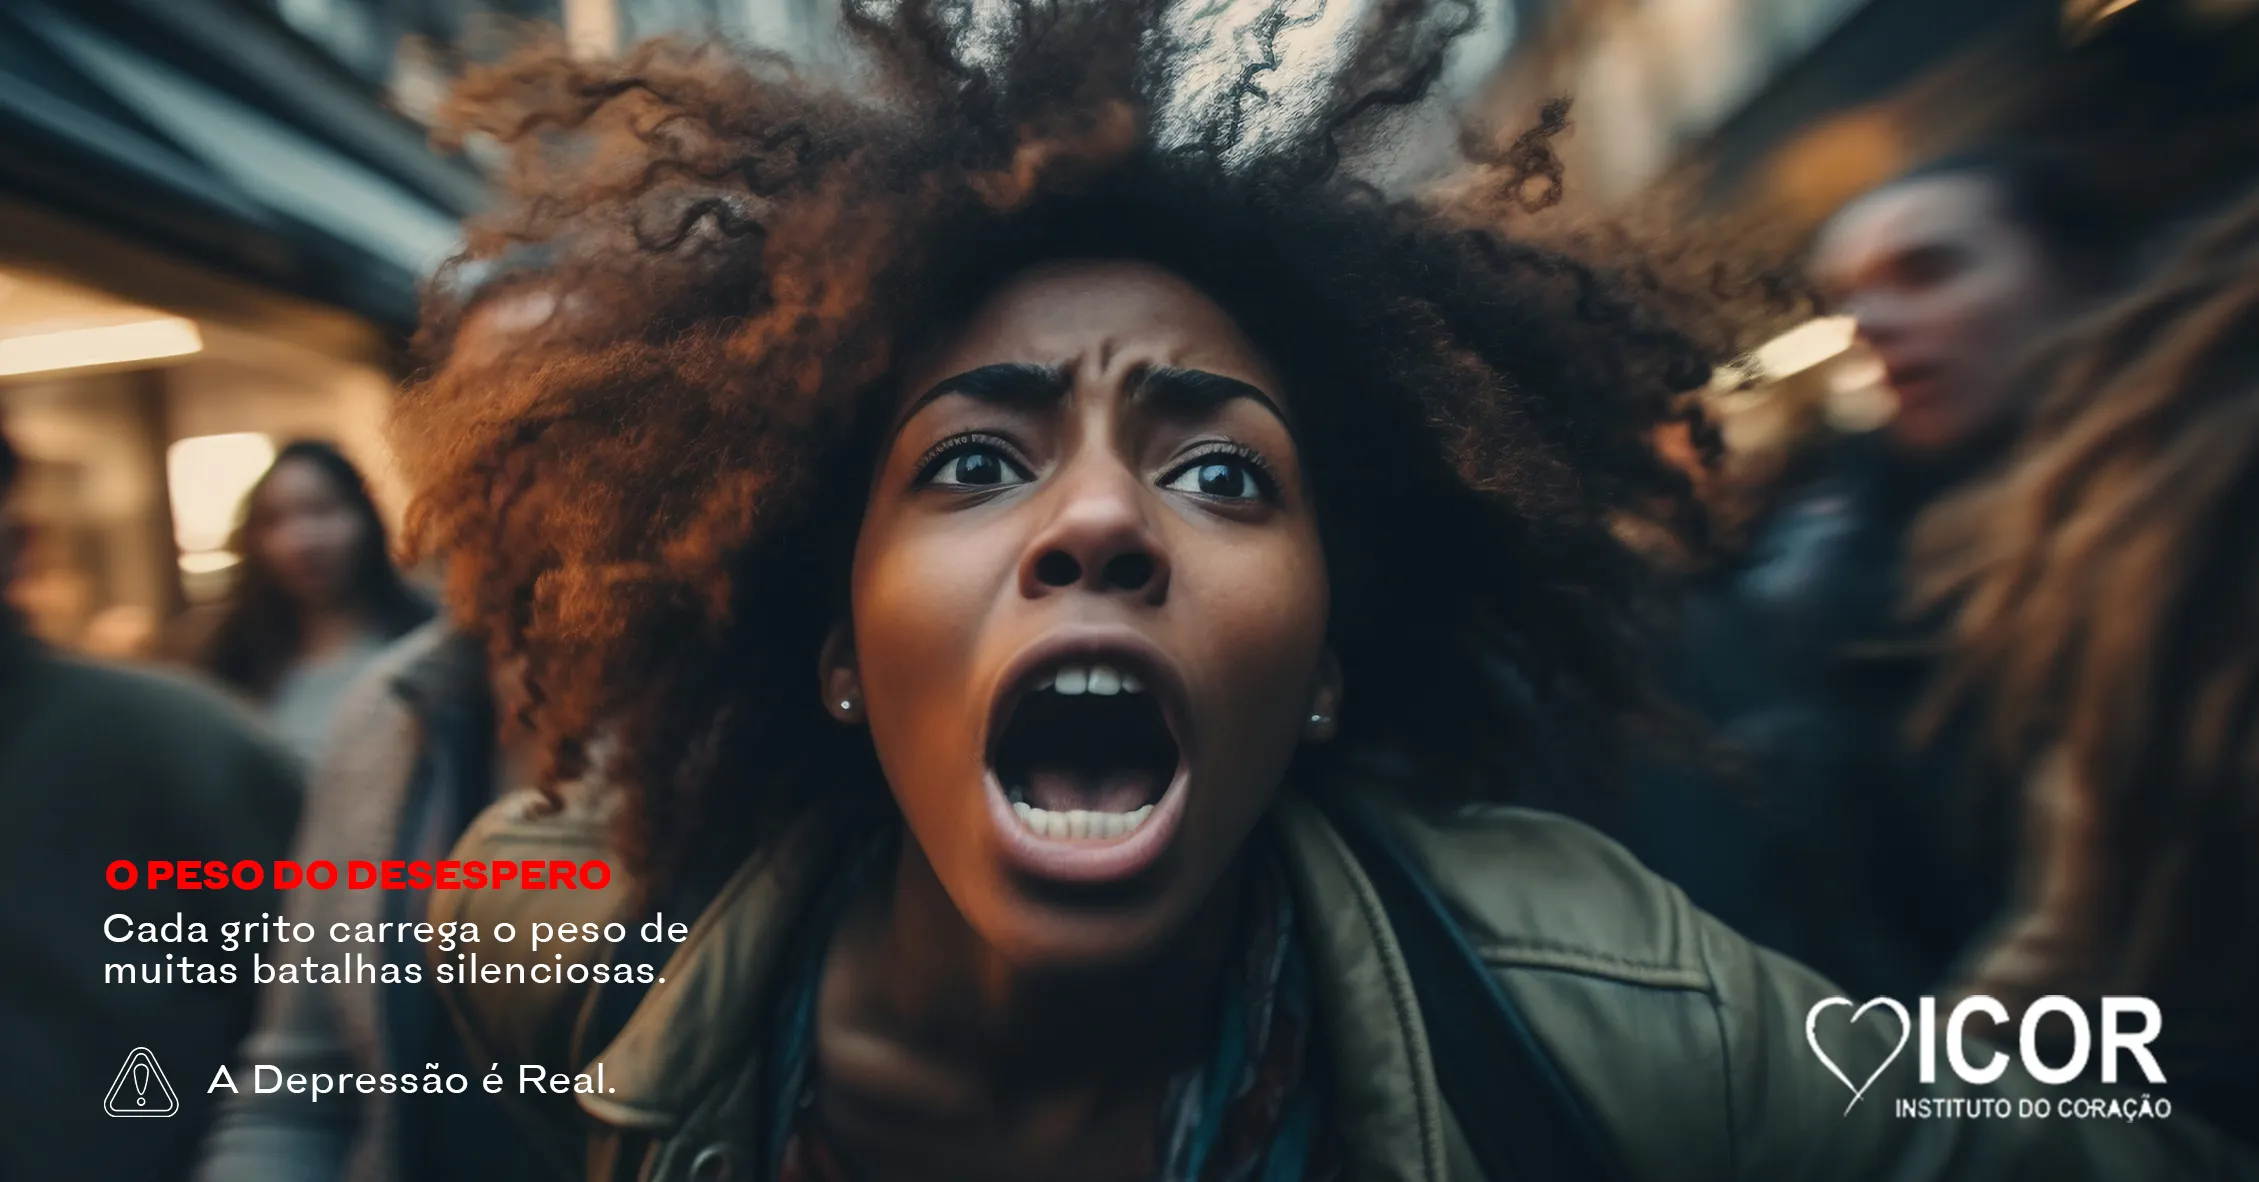 O PESO DO DESESPERO
Cada grito carrega o peso de
muitas batalhas silenciosas.
A Depressão é Real.
ICOR
INSTITUTO DO CORAÇÃO